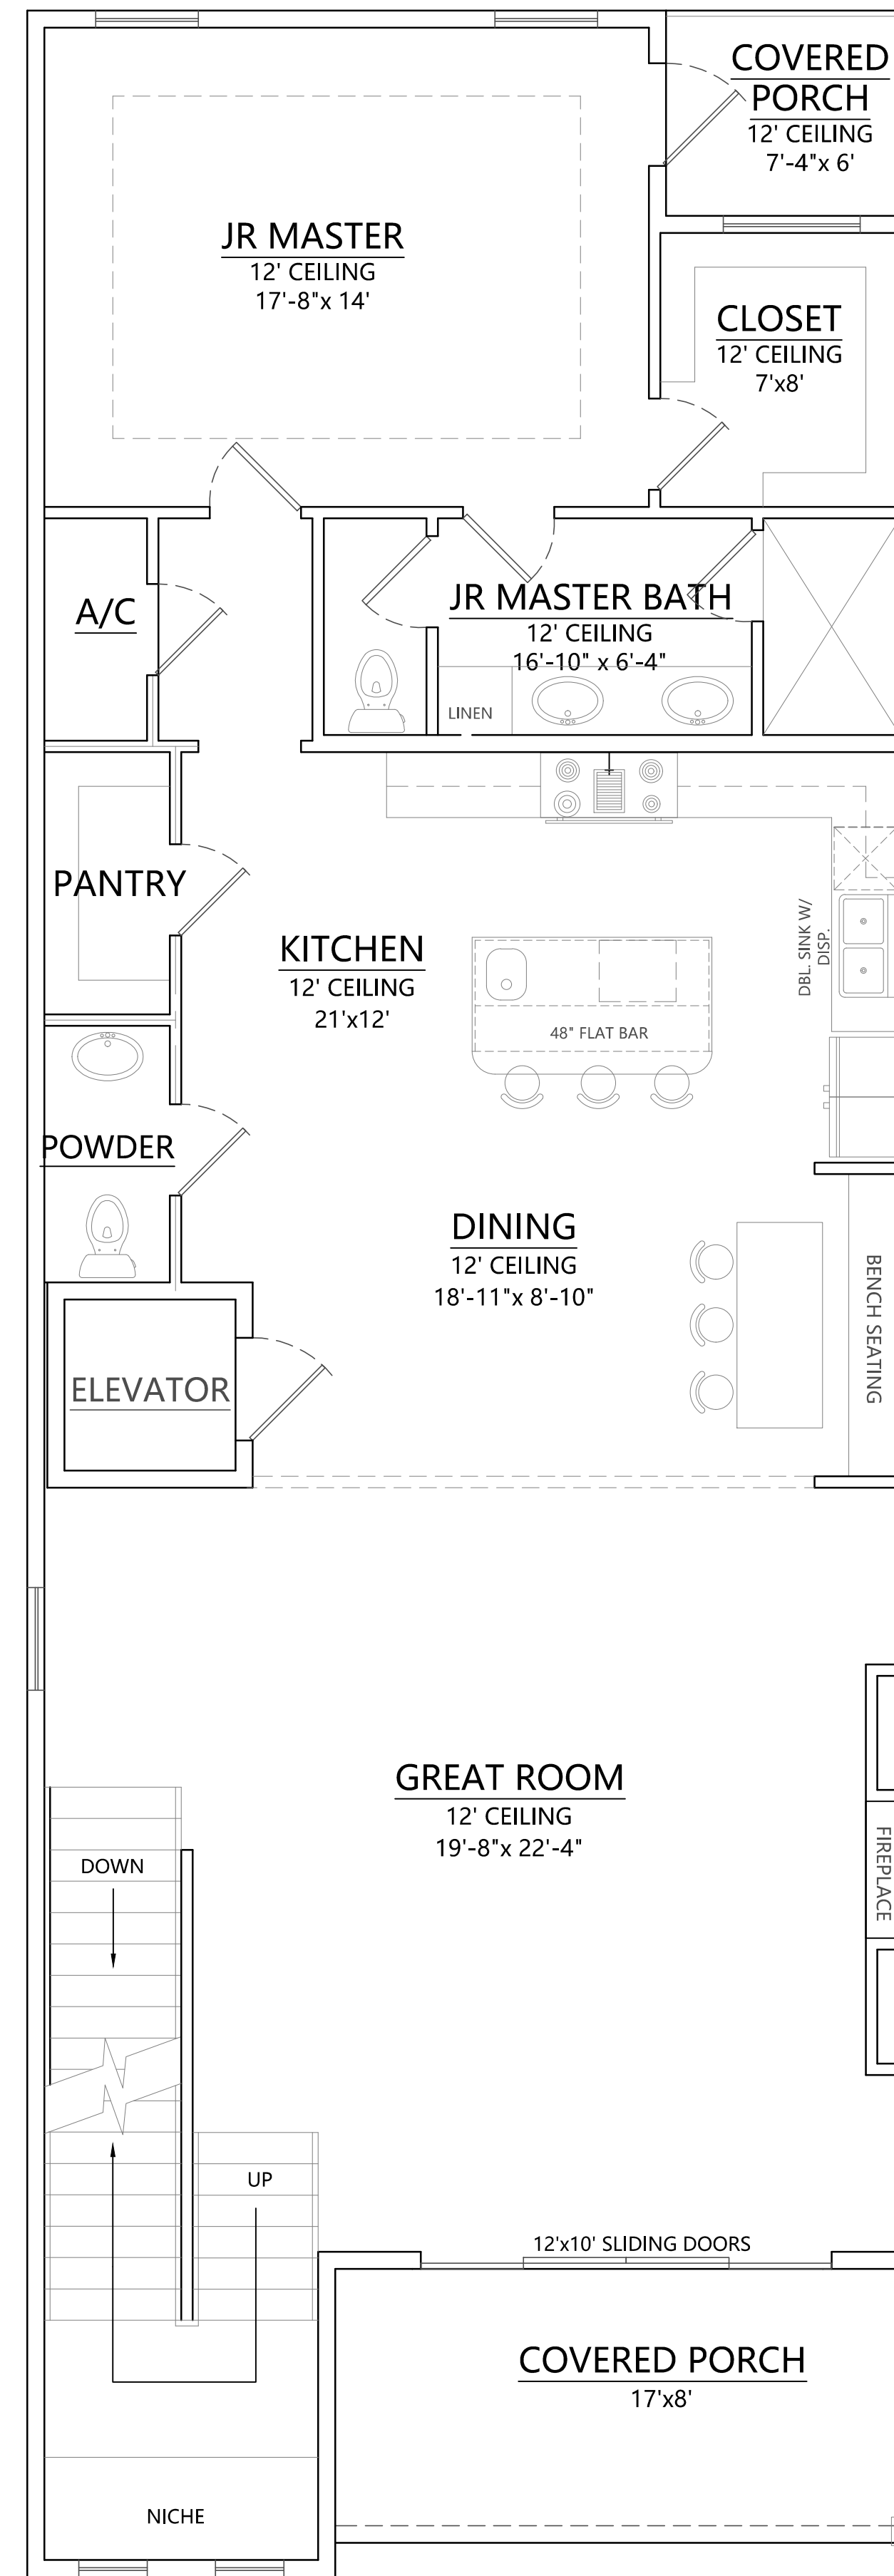 COVERED
PORCH
12' CEILING
7'-4"x 6'
JR MASTER
12' CEILING
17'-8"x 14'
CLOSET
12' CEILING
7'x8'
A/C
JR MASTER BATH
12' CEILING
16'-10" x 6'-4"
LINEN
PANTRY
KITCHEN
12' CEILING
21'x12'
DBL. SINK W/
DISP.
48" FLAT BAR
POWDER
DINING
12' CEILING
18'-11"x 8'-10"
BENCH SEATING
ELEVATOR
GREAT ROOM
12' CEILING
19'-8"x 22'-4"
FIREPLACE
DOWN
UP
12'x10' SLIDING DOORS
COVERED PORCH
17'x8'
NICHE